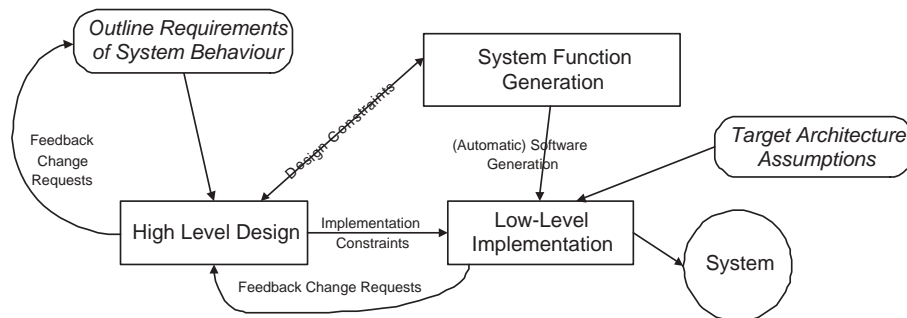 Outline Requirements
of System Behaviour
System Function
Generation
Design Constraints
Feedback
Change
Requests
(Automatic) Software
Generation
Target Architecture
Assumptions
High Level Design
Implementation
Constraints
Low-Level
Implementation
System
Feedback Change Requests